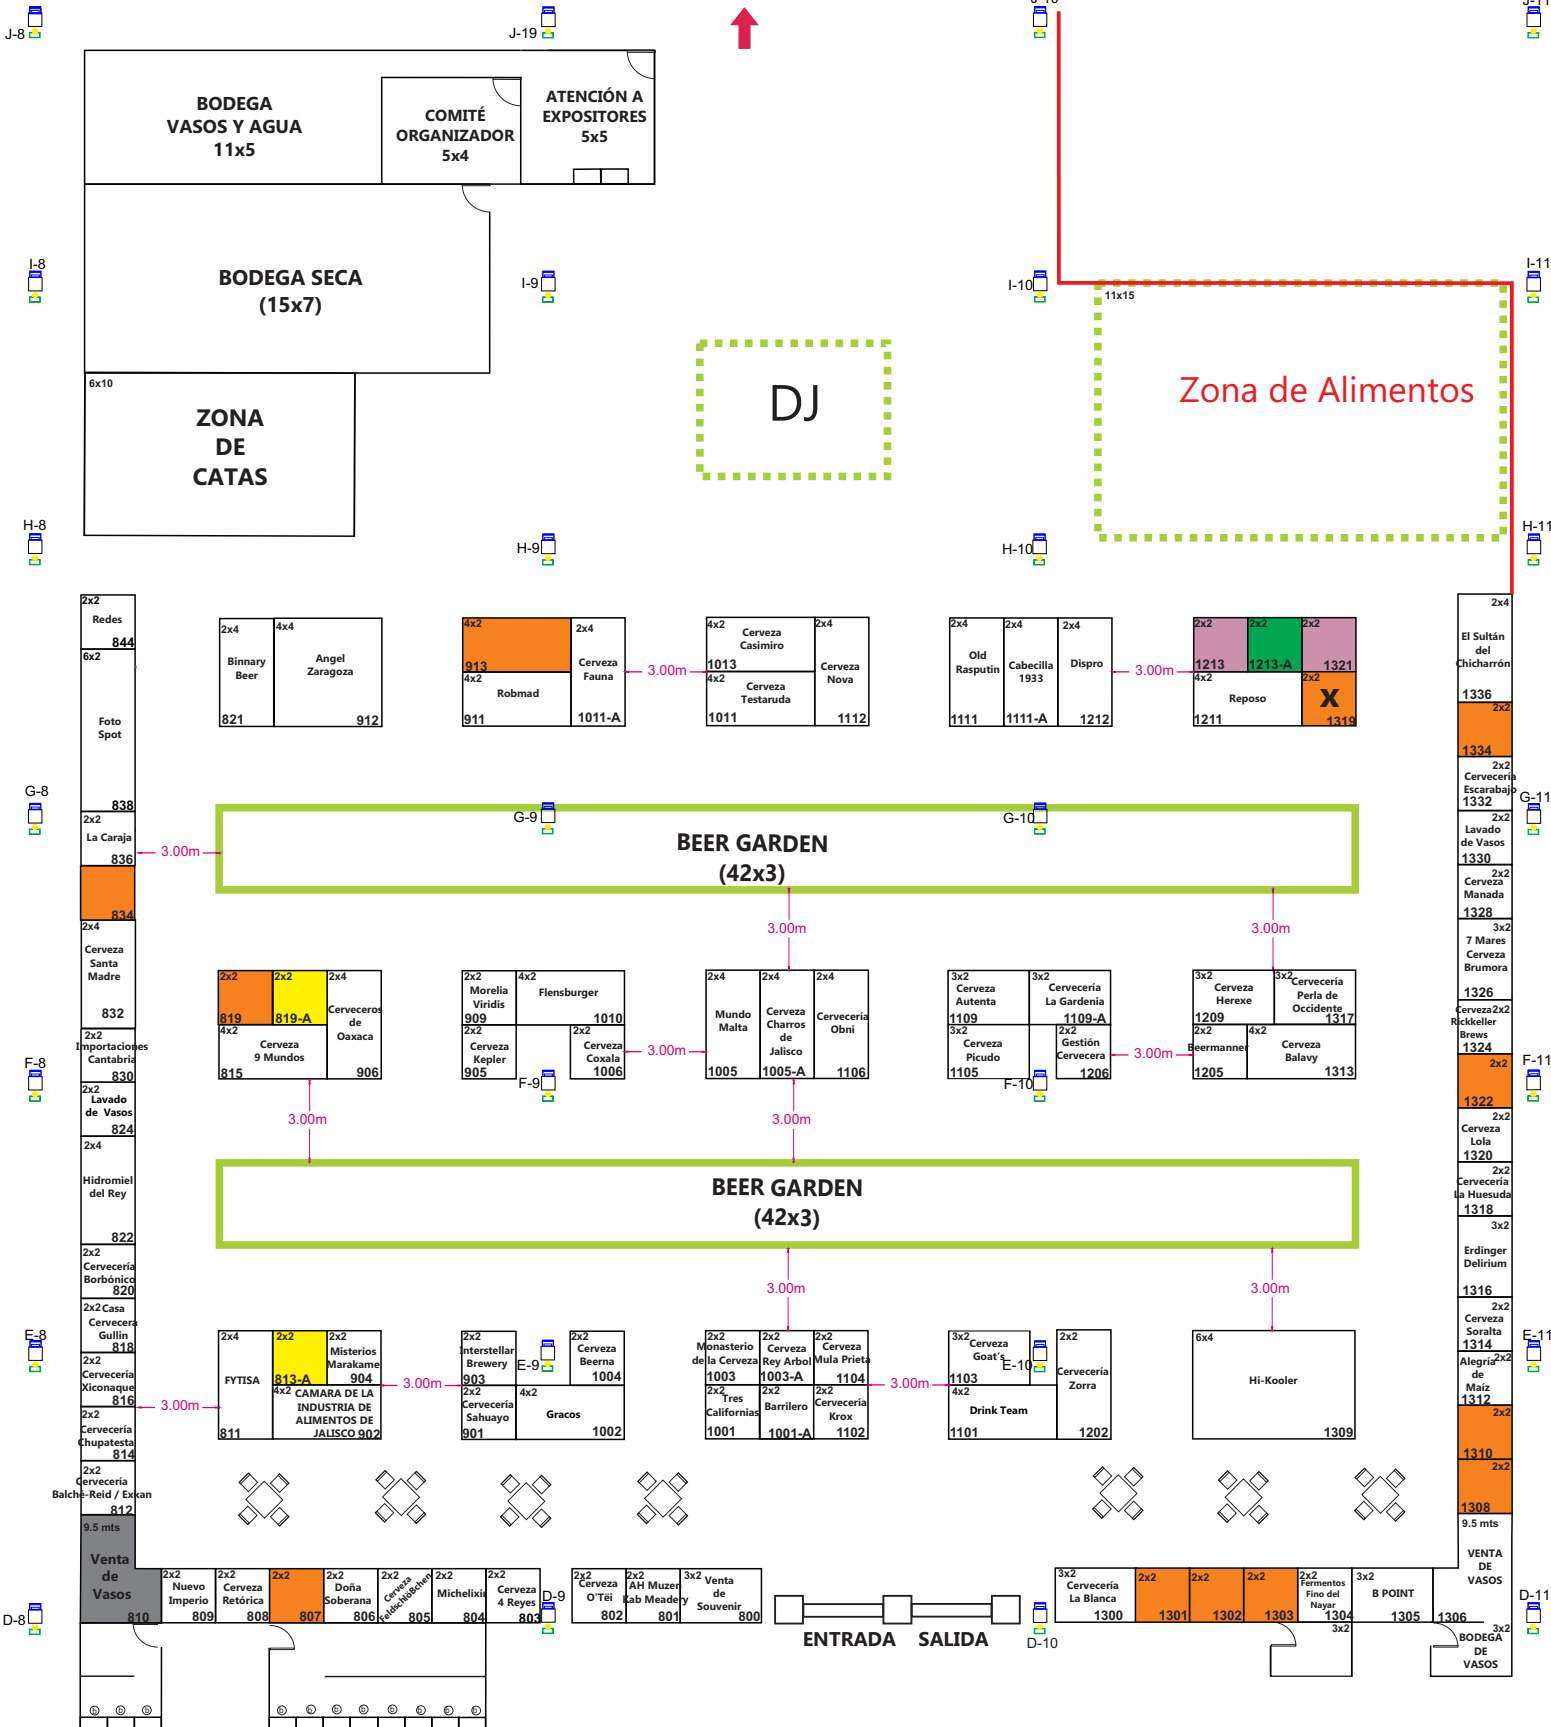 J-8
J-19
J-11
BODEGA
VASOS Y AGUA
11x5
COMITÉ
ORGANIZADOR
5x4
ATENCIÓN A
EXPOSITORES
5x5
I-8
I-9
I-10
I-11
BODEGA SECA
(15x7)
11x15
Zona de Alimentos
DJ
6x10
ZONA
DE
CATAS
H-8
H-9
H-10
H-11
2x2
Redes
844
6x2
Foto
Spot
838
2x2
La Caraja
836
834
2x4
Cerveza
Santa
Madre
832
2x2
Importaciones
Cantabria
830
2x2
Lavado
de Vasos
824
2x4
Hidromiel
del Rey
822
2x2
Cervecería
Borbónico
820
2x2 Casa
Cervecera
Gullin
818
2x2
Cervecería
Xiconaque
816
2x2
Cervecería
Chupatesta
814
2x2
Cervecería
Balché-Reid / Exkan
812
9.5 mts
Venta
de
Vasos
810
2x4
Binnary
Beer
821
4x4
Angel
Zaragoza
912
4x2
913
4x2
Robmad
911
2x4
Cerveza
Fauna
1011-A
3.00m
4x2
Cerveza
Casimiro
1013
4x2
Cerveza
Testaruda
1011
2x4
Cerveza
Nova
1112
2x4
Old
Rasputin
1111
2x4
Cabecilla
1933
1111-A
2x4
Dispro
1212
3.00m
2x2
1213
2x2
1213-A
2x2
1321
4x2
Reposo
1211
2x2
X
1319
2x4
El Sultán
del
Chicharrón
1336
2x2
1334
2x2
Cervecería
Escarabajo
1332
2x2
Lavado
de Vasos
1330
2x2
Cerveza
Manada
1328
3x2
7 Mares
Cerveza
Brumora
1326
Cerveza 2x2
Rickkeller
Brews
1324
2x2
1322
2x2
Cerveza
Lola
1320
2x2
Cervecería
La Huesuda
1318
3x2
Erdinger
Delirium
1316
2x2
Cerveza
Soralta
1314
Alegría 2x2
de
Maíz
1312
2x2
1310
2x2
1308
9.5 mts
VENTA
DE
VASOS
G-8
G-9
G-10
G-11
3.00m
BEER GARDEN
(42x3)
3.00m
3.00m
2x2
819
2x2
819-A
2x4
Cerveceros
de
Oaxaca
906
4x2
Cerveza
9 Mundos
815
2x2
Morelia
Viridis
909
4x2
Flensburger
1010
2x2
Cerveza
Kepler
905
2x2
Cerveza
Coxala
1006
3.00m
2x4
Mundo
Malta
1005
2x4
Cerveza
Charros
de
Jalisco
1005-A
2x4
Cervecería
Obni
1106
3x2
Cerveza
Autenta
1109
3x2
Cervecería
La Gardenia
1109-A
3x2
Cerveza
Picudo
1105
2x2
Gestión
Cervecera
1206
3.00m
3x2
Cerveza
Herexe
1209
3x2
Cervecería
Perla de
Occidente
1317
2x2
Beermanner
1205
4x2
Cerveza
Balavy
1313
F-8
F-9
F-10
F-11
3.00m
3.00m
BEER GARDEN
(42x3)
3.00m
3.00m
E-8
E-9
E-10
E-11
2x4
FYTISA
811
2x2
813-A
2x2
Misterios
Marakame
904
4x2
CAMARA DE LA
INDUSTRIA DE
ALIMENTOS DE
JALISCO 902
3.00m
3.00m
2x2
Interstellar
Brewery
903
2x2
Cerveza
Beerna
1004
2x2
Cervecería
Sahuayo
901
4x2
Gracos
1002
2x2
Monasterio
de la Cerveza
1003
2x2
Cerveza
Rey Arbol
1003-A
2x2
Cerveza
Mula Prieta
1104
2x2
Tres
Californias
1001
2x2
Barrilero
1001-A
2x2
Cervecería
Krox
1102
3.00m
3x2
Cerveza
Goat's
1103
4x2
Drink Team
1101
2x2
Cervecería
Zorra
1202
6x4
Hi-Kooler
1309
D-8
D-9
D-10
D-11
2x2
Nuevo
Imperio
809
2x2
Cerveza
Retórica
808
2x2
807
2x2
Doña
Soberana
806
2x2
Cerveza
Feldschlößchen
805
2x2
Michelixir
804
2x2
Cerveza
4 Reyes
803
2x2
Cerveza
O'Tëi
802
2x2
AH Muzen
Kab Meadery
801
3x2
Venta
de
Souvenir
800
ENTRADA SALIDA
3x2
Cervecería
La Blanca
1300
2x2
1301
2x2
1302
2x2
1303
2x2
Fermentos
Fino del
Nayar
1304
3x2
3x2
B POINT
1305
1306
3x2
BODEGA
DE
VASOS